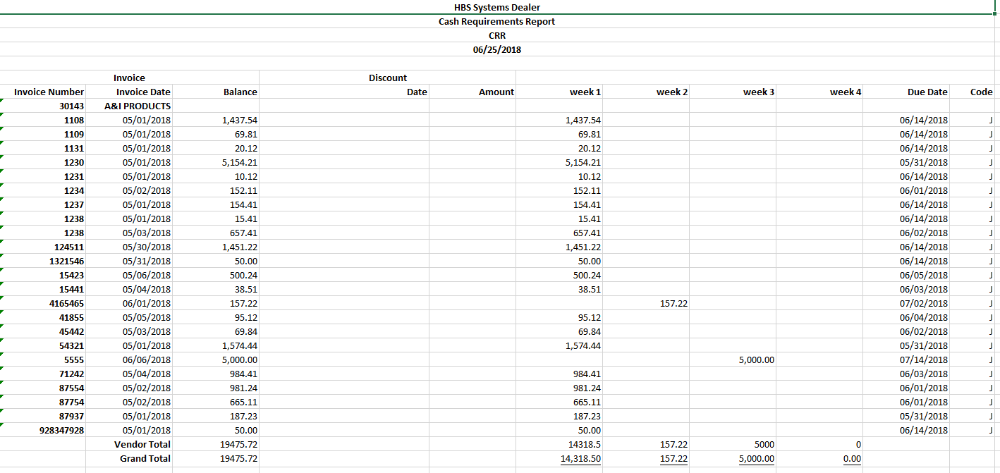 HBS Systems Dealer
Cash Requirements Report
CRR
06/25/2018
Invoice Discount
Invoice Number Invoice Date Balance Date Amount week 1 week 2 week 3 week 4 Due Date Code
30143 A&I PRODUCTS
1108 05/01/2018 1,437.54 1,437.54 06/14/2018 J
1109 05/01/2018 69.81 69.81 06/14/2018 J
1131 05/01/2018 20.12 20.12 06/14/2018 J
1230 05/01/2018 5,154.21 5,154.21 05/31/2018 J
1231 05/01/2018 10.12 10.12 06/14/2018 J
1234 05/02/2018 152.11 152.11 06/01/2018 J
1237 05/01/2018 154.41 154.41 06/14/2018 J
1238 05/01/2018 15.41 15.41 06/14/2018 J
1238 05/03/2018 657.41 657.41 06/02/2018 J
124511 05/30/2018 1,451.22 1,451.22 06/14/2018 J
1321546 05/31/2018 50.00 50.00 06/14/2018 J
15423 05/06/2018 500.24 500.24 06/05/2018 J
15441 05/04/2018 38.51 38.51 06/03/2018 J
4165465 06/01/2018 157.22 157.22 07/02/2018 J
41855 05/05/2018 95.12 95.12 06/04/2018 J
45442 05/03/2018 69.84 69.84 06/02/2018 J
54321 05/01/2018 1,574.44 1,574.44 05/31/2018 J
5555 06/06/2018 5,000.00 5,000.00 07/14/2018 J
71242 05/04/2018 984.41 984.41 06/03/2018 J
87554 05/02/2018 981.24 981.24 06/01/2018 J
87754 05/02/2018 665.11 665.11 06/01/2018 J
87937 05/01/2018 187.23 187.23 05/31/2018 J
928347928 05/01/2018 50.00 50.00 06/14/2018 J
Vendor Total 19475.72 14318.5 157.22 5000 0
Grand Total 19475.72 14,318.50 157.22 5,000.00 0.00